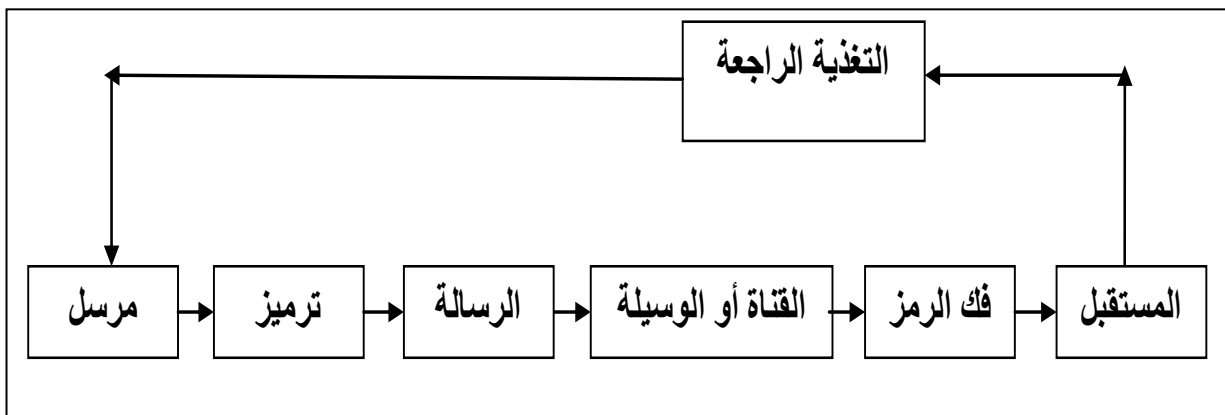 التغذية الراجعة
مرسل
ترميز
الرسالة
القناة أو الوسيلة
فك الرمز
المستقبل